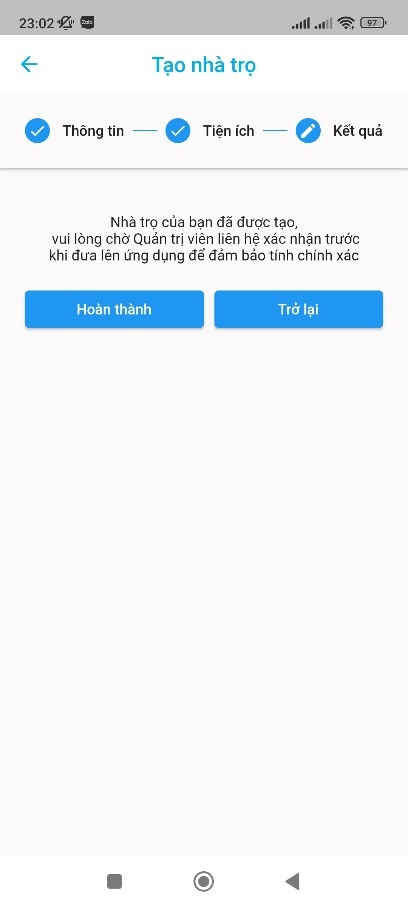 23:02 Zalo 97
Tạo nhà trọ
Thông tin Tiện ích Kết quả
Nhà trọ của bạn đã được tạo,
vui lòng chờ Quản trị viên liên hệ xác nhận trước
khi đưa lên ứng dụng để đảm bảo tính chính xác
Hoàn thành Trở lại